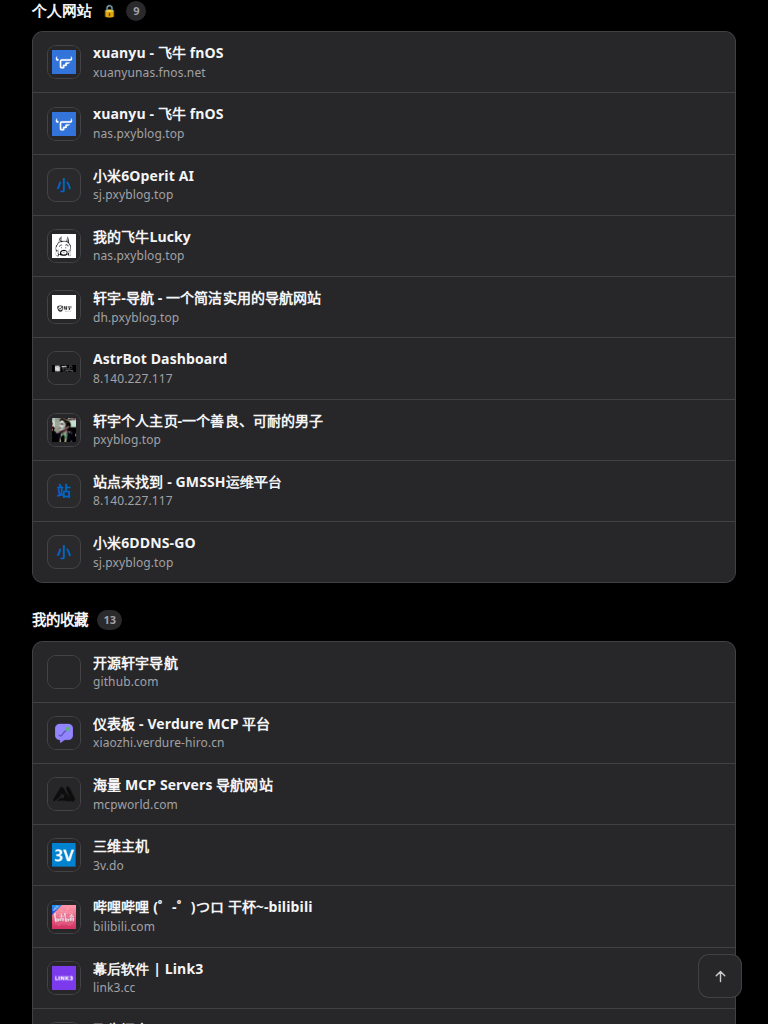 个人网站 🔒 9
xuanyu - 飞牛 fnOS
xuanyunas.fnos.net
xuanyu - 飞牛 fnOS
nas.pxyblog.top
小
小米6Operit AI
sj.pxyblog.top
我的飞牛Lucky
nas.pxyblog.top
轩宇-导航 - 一个简洁实用的导航网站
dh.pxyblog.top
AstrBot Dashboard
8.140.227.117
轩宇个人主页-一个善良、可耐的男子
pxyblog.top
站
站点未找到 - GMSSH运维平台
8.140.227.117
小
小米6DDNS-GO
sj.pxyblog.top
我的收藏 13
开源轩宇导航
github.com
仪表板 - Verdure MCP 平台
xiaozhi.verdure-hiro.cn
海量 MCP Servers 导航网站
mcpworld.com
3V
三维主机
3v.do
哔哩哔哩 (゜-゜)つロ 干杯~-bilibili
bilibili.com
LINK3
幕后软件 | Link3
link3.cc